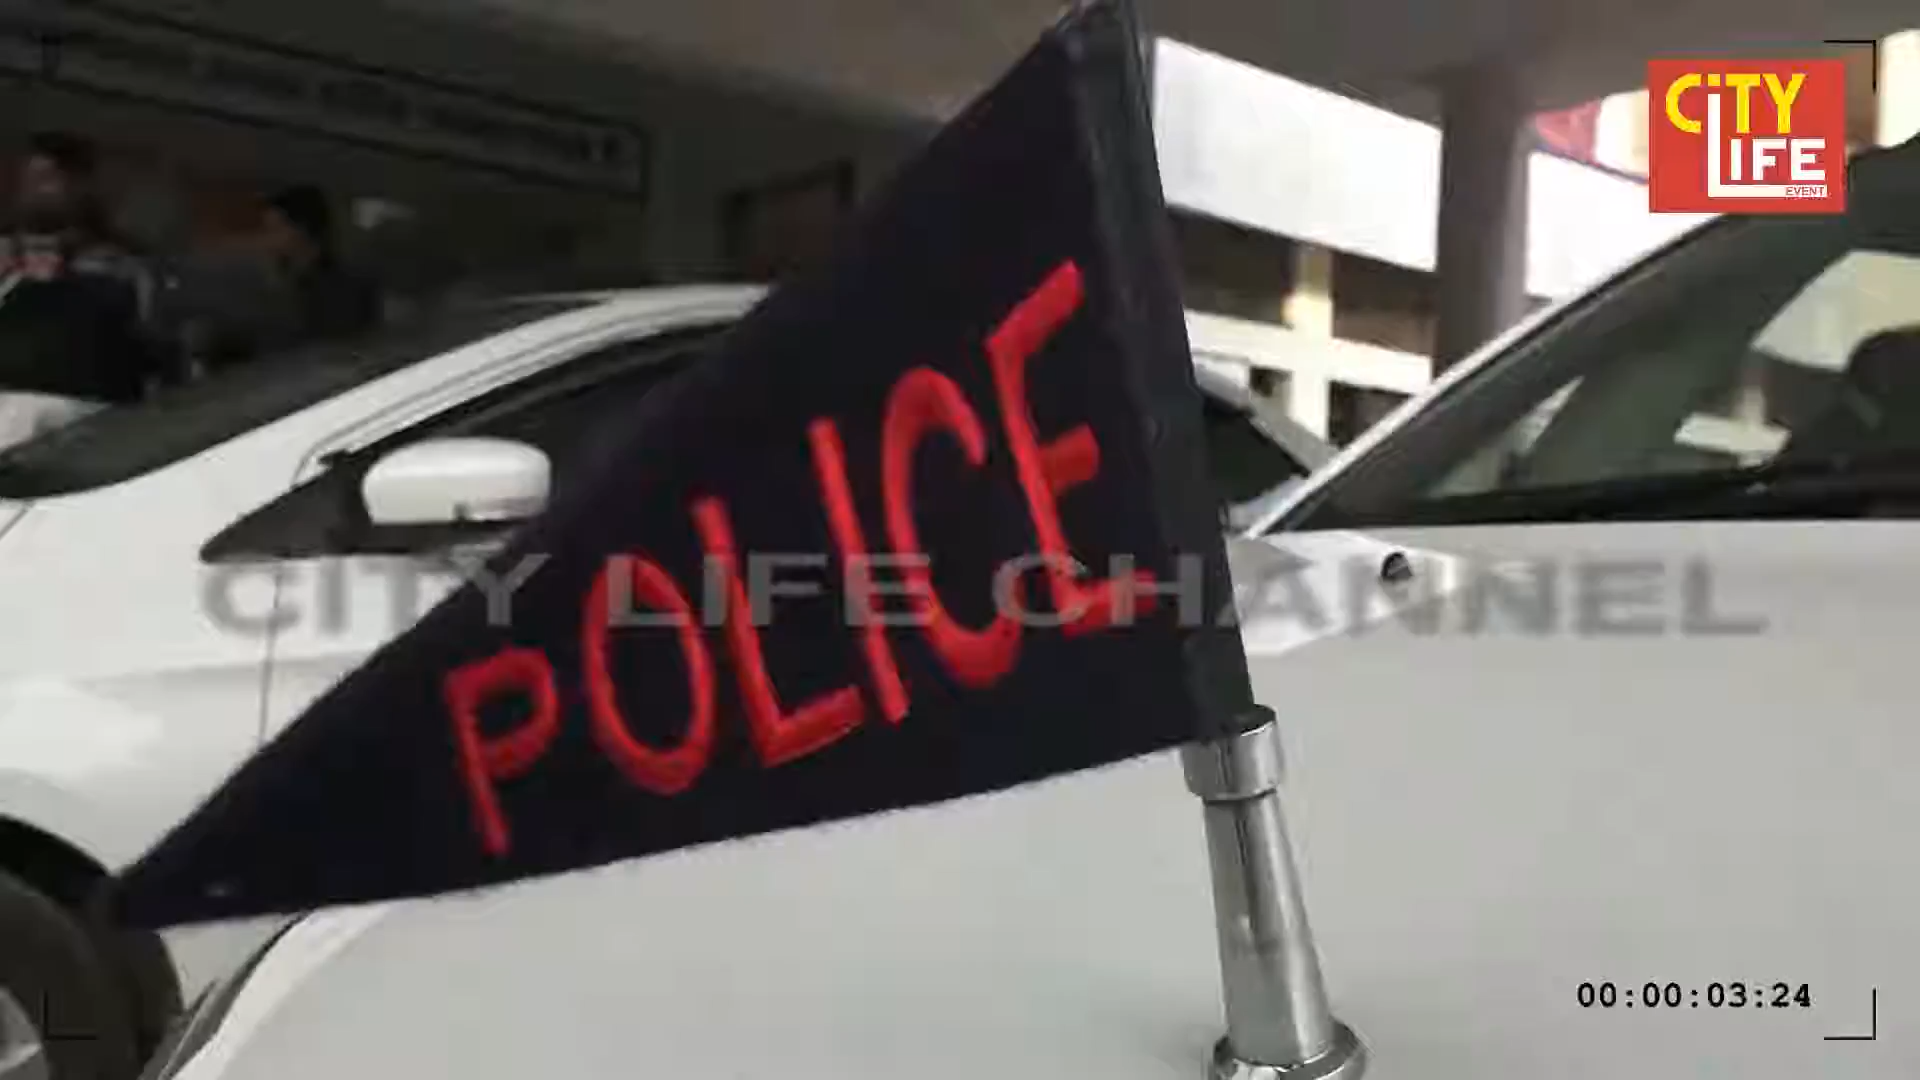 CiTY
LIFE
EVENT
POLICE
CITY LIFE CHANNEL
00:00:03:24